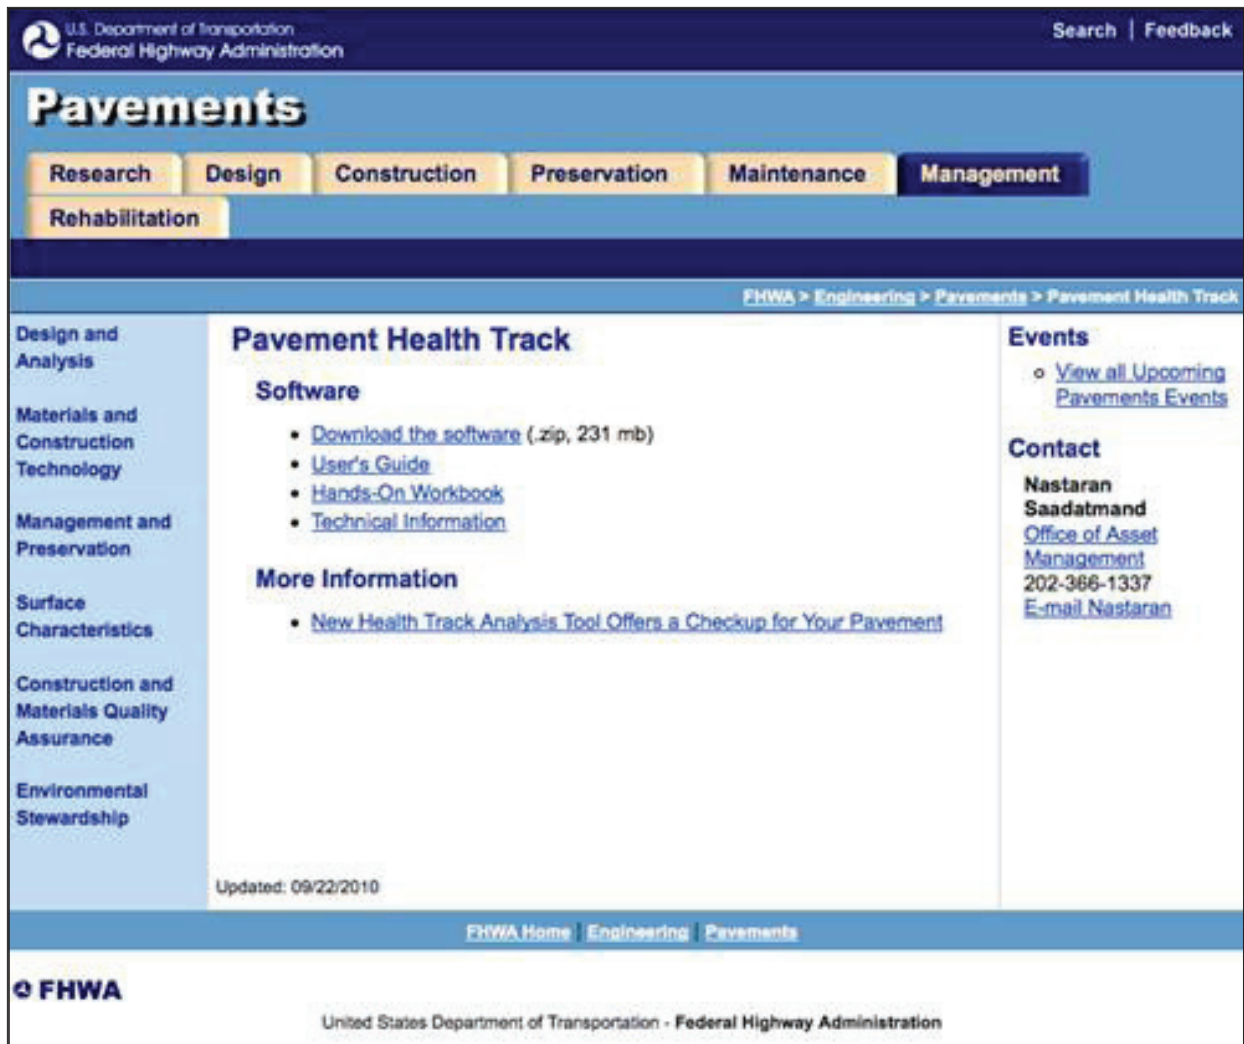 U.S. Department of Transportation
Federal Highway Administration
Search | Feedback
Pavements
Research
Design
Construction
Preservation
Maintenance
Management
Rehabilitation
FHWA > Engineering > Pavements > Pavement Health Track
Design and
Analysis
Materials and
Construction
Technology
Management and
Preservation
Surface
Characteristics
Construction and
Materials Quality
Assurance
Environmental
Stewardship
Pavement Health Track
Software
• Download the software (.zip, 231 mb)
• User's Guide
• Hands-On Workbook
• Technical Information
More Information
• New Health Track Analysis Tool Offers a Checkup for Your Pavement
Updated: 09/22/2010
Events
o View all Upcoming
Pavements Events
Contact
Nastaran
Saadatmand
Office of Asset
Management
202-366-1337
E-mail Nastaran
FHWA Home | Engineering | Pavements
FHWA
United States Department of Transportation - Federal Highway Administration